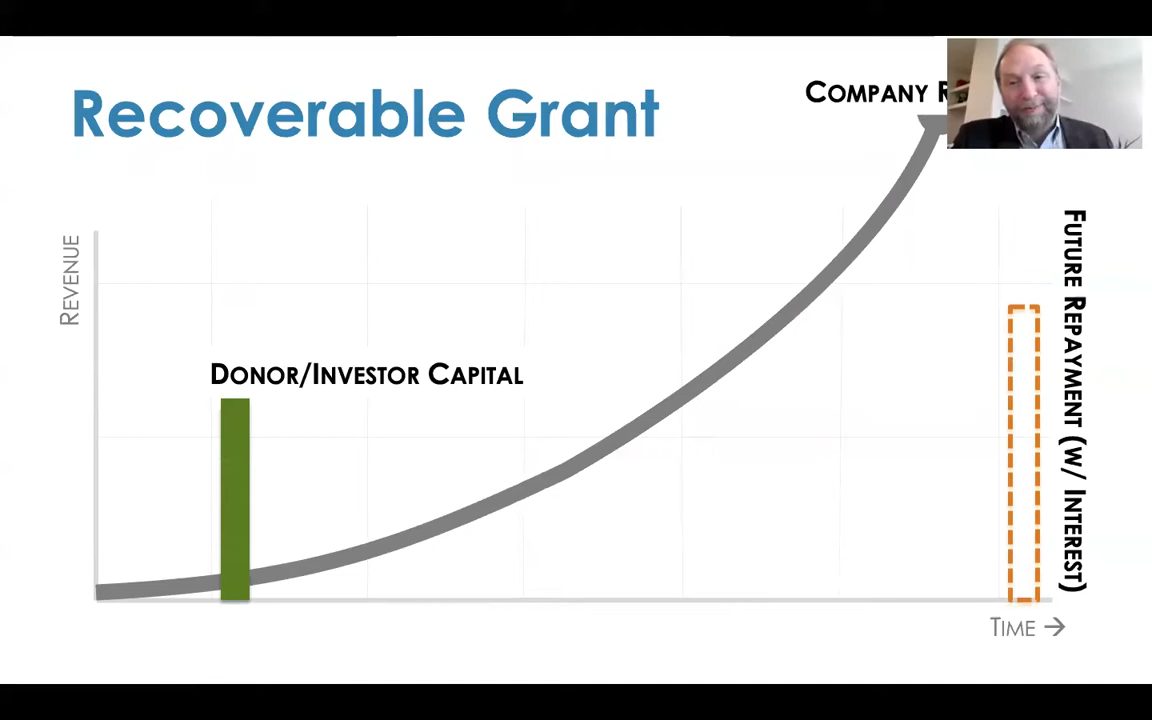 Recoverable Grant
COMPANY
REVENUE
DONOR/INVESTOR CAPITAL
FUTURE REPAYMENT (W/ INTEREST)
TIME →